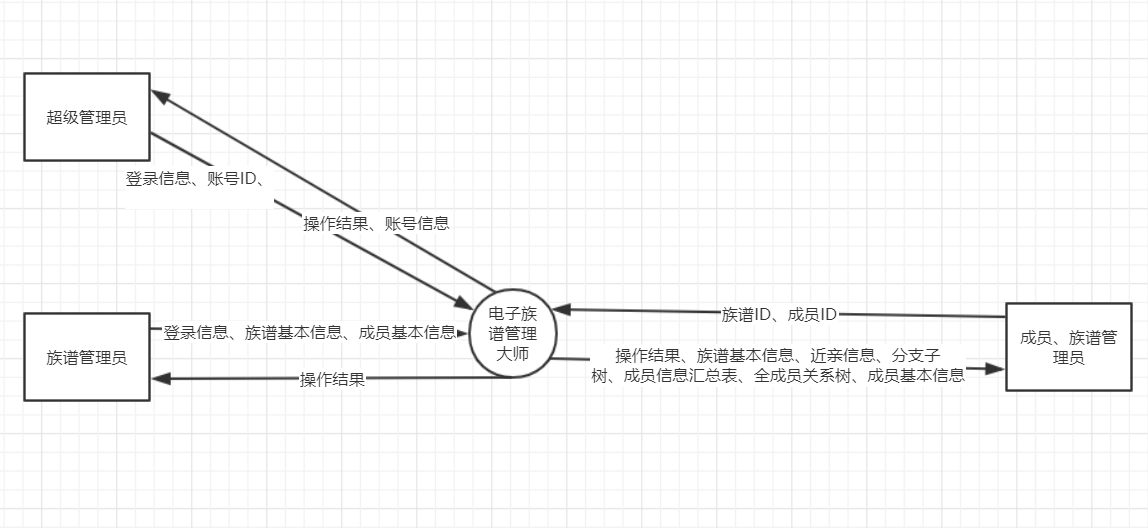 超级管理员
登录信息、账号ID、
操作结果、账号信息
电子族
谱管理
大师
登录信息、族谱基本信息、成员基本信息
族谱管理员
操作结果
族谱ID、成员ID
成员、族谱管
理员
操作结果、族谱基本信息、近亲信息、分支子
树、成员信息汇总表、全成员关系树、成员基本信息